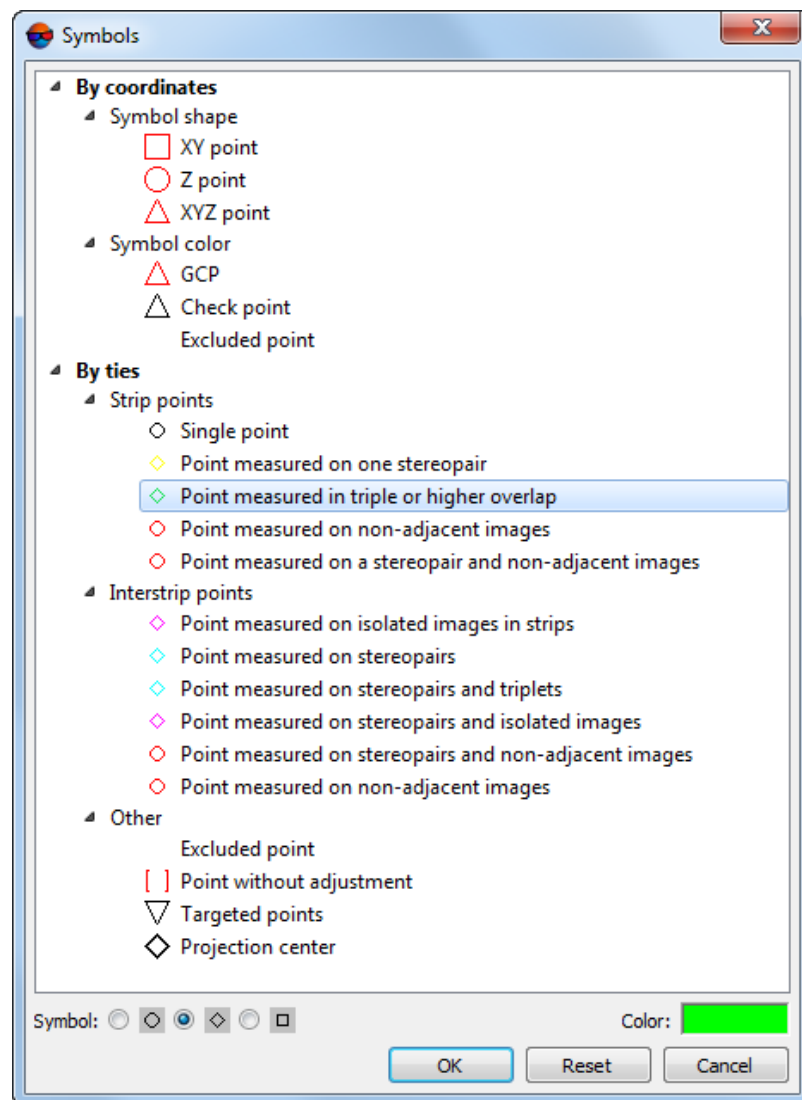 Symbols
By coordinates
Symbol shape
XY point
Z point
XYZ point
Symbol color
GCP
Check point
Excluded point
By ties
Strip points
Single point
Point measured on one stereopair
Point measured in triple or higher overlap
Point measured on non-adjacent images
Point measured on a stereopair and non-adjacent images
Interstrip points
Point measured on isolated images in strips
Point measured on stereopairs
Point measured on stereopairs and triplets
Point measured on stereopairs and isolated images
Point measured on stereopairs and non-adjacent images
Point measured on non-adjacent images
Other
Excluded point
[ ] Point without adjustment
Targeted points
Projection center
Symbol: Color:
OK Reset Cancel